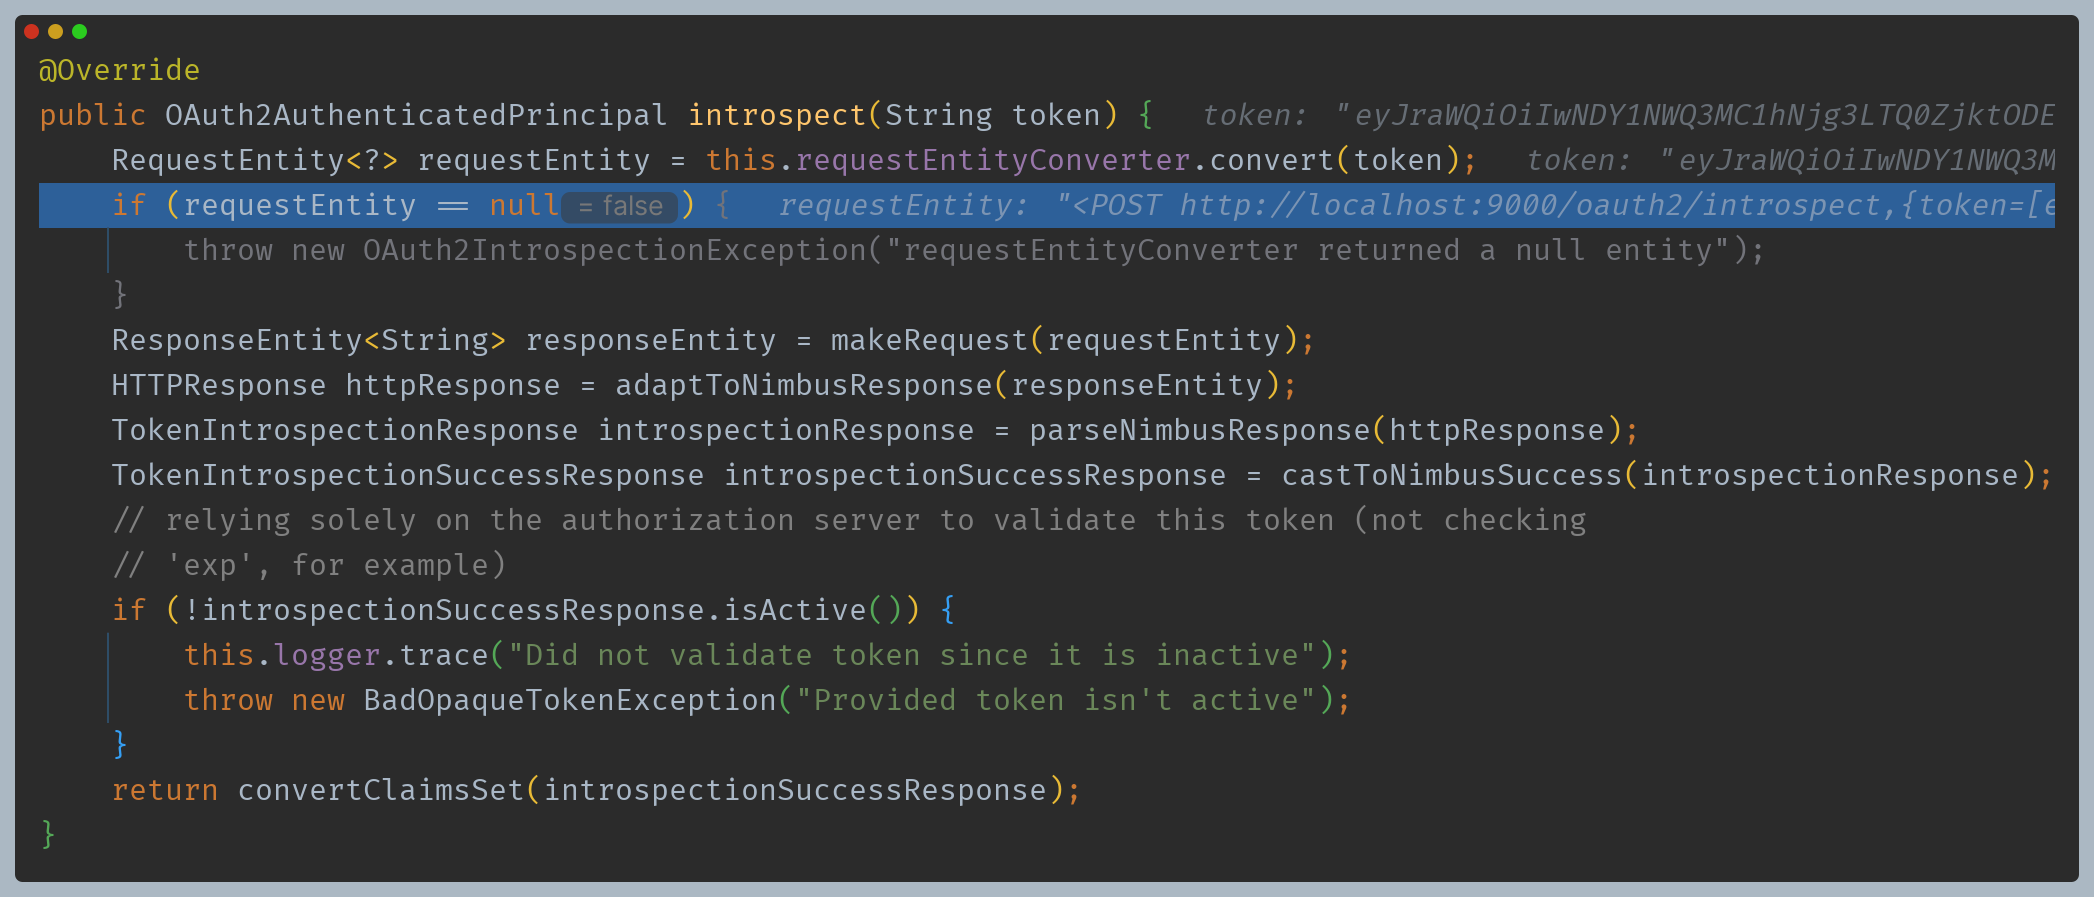 @Override
public OAuth2AuthenticatedPrincipal introspect(String token) {   token: "eyJraWQiOiIwNDY1NWQ3MC1hNjg3LTQ0ZjktODE
    RequestEntity<?> requestEntity = this.requestEntityConverter.convert(token);   token: "eyJraWQiOiIwNDY1NWQ3M
    if (requestEntity == null = false ) {   requestEntity: "<POST http://localhost:9000/oauth2/introspect,{token=[e
        throw new OAuth2IntrospectionException("requestEntityConverter returned a null entity");
    }
    ResponseEntity<String> responseEntity = makeRequest(requestEntity);
    HTTPResponse httpResponse = adaptToNimbusResponse(responseEntity);
    TokenIntrospectionResponse introspectionResponse = parseNimbusResponse(httpResponse);
    TokenIntrospectionSuccessResponse introspectionSuccessResponse = castToNimbusSuccess(introspectionResponse);
    // relying solely on the authorization server to validate this token (not checking
    // 'exp', for example)
    if (!introspectionSuccessResponse.isActive()) {
        this.logger.trace("Did not validate token since it is inactive");
        throw new BadOpaqueTokenException("Provided token isn't active");
    }
    return convertClaimsSet(introspectionSuccessResponse);
}